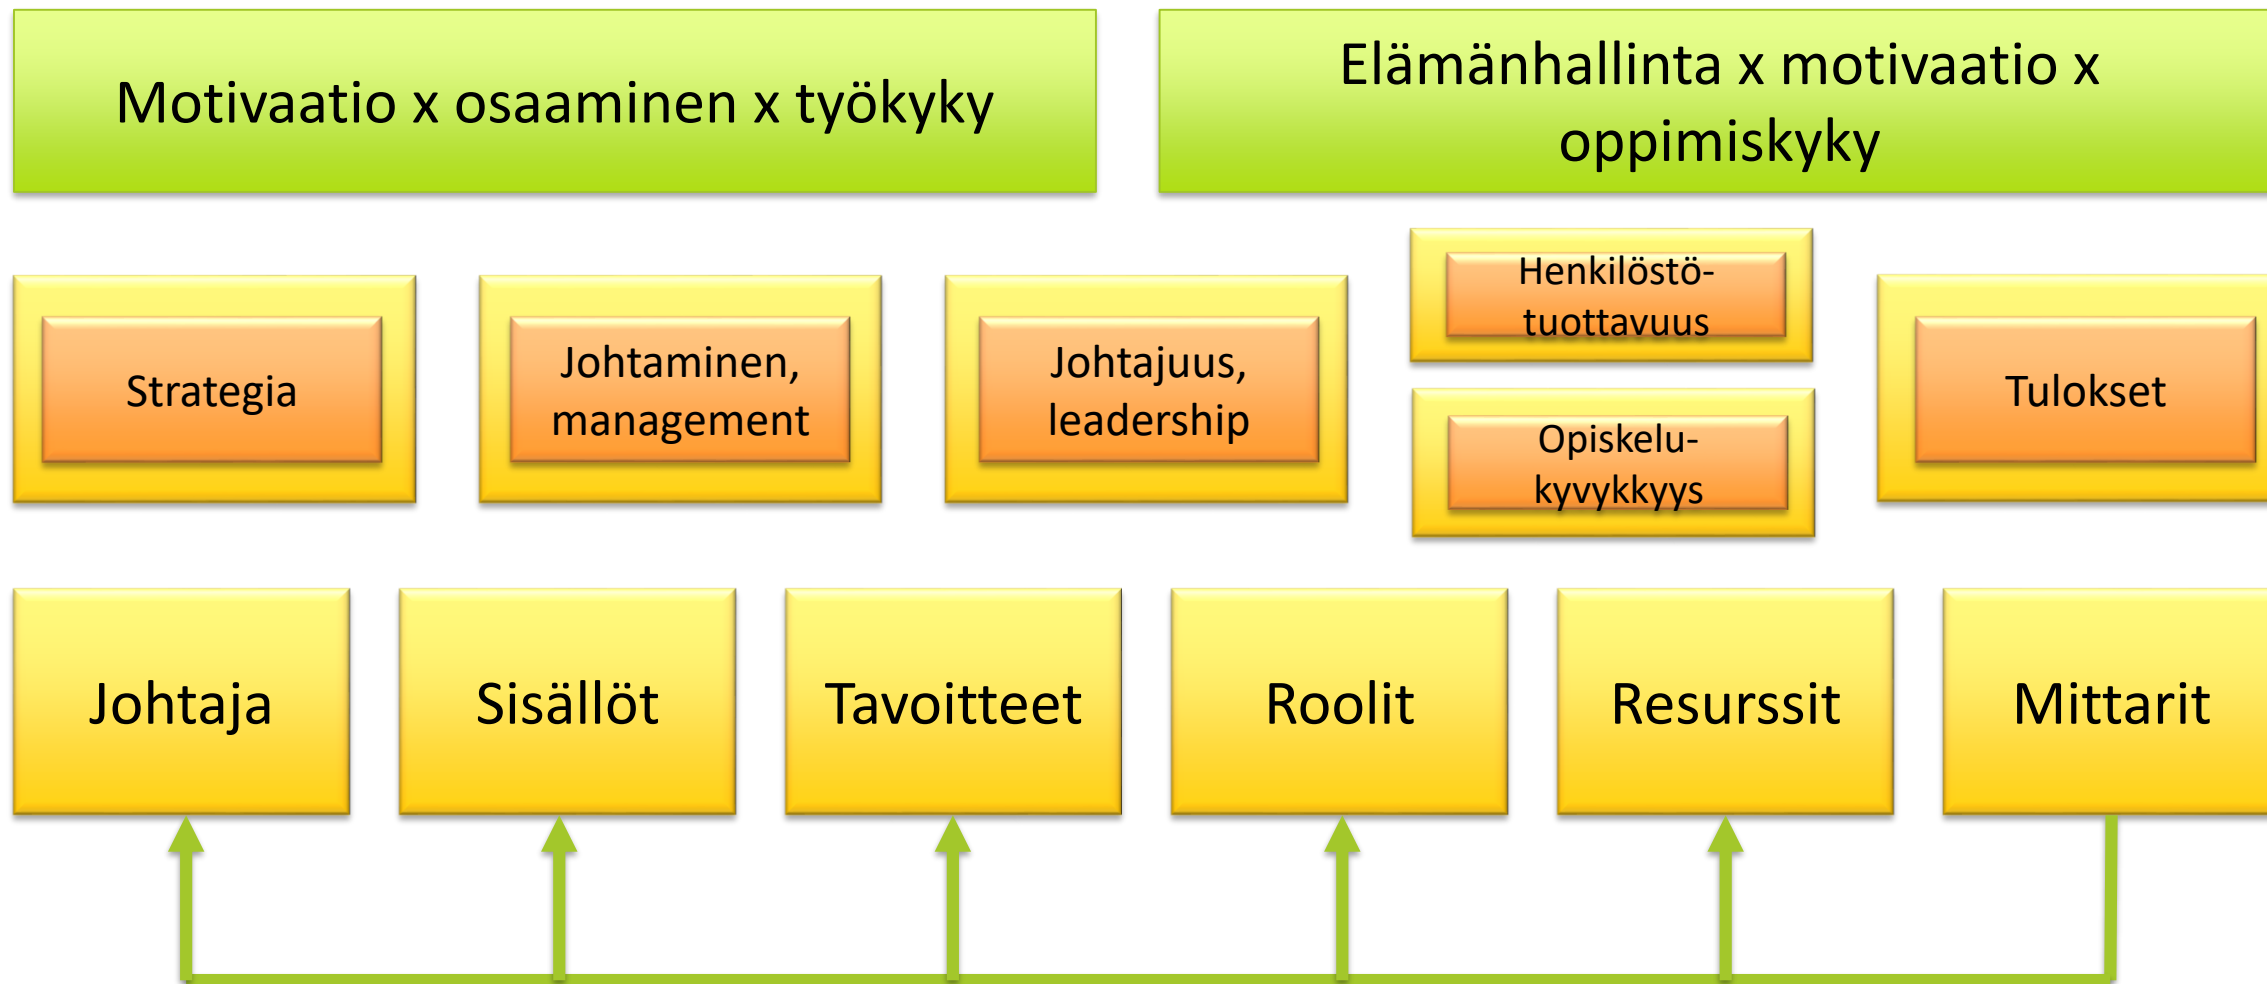 Motivaatio x osaaminen x työkyky
Elämänhallinta x motivaatio x
oppimiskyky
Strategia
Johtaminen,
management
Johtajuus,
leadership
Henkilöstö-
tuottavuus
Opiskelu-
kyvykkyys
Tulokset
Johtaja
Sisällöt
Tavoitteet
Roolit
Resurssit
Mittarit